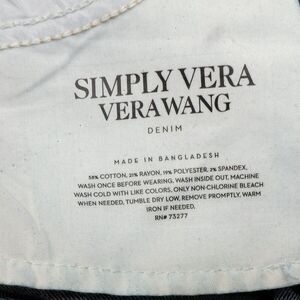 SIMPLY VERA
VERAWANG
DENIM
MADE IN BANGLADESH
58% COTTON, 21% RAYON, 19% POLYESTER, 2% SPANDEX,
WASH ONCE BEFORE WEARING, WASH INSIDE OUT, MACHINE
WASH COLD WITH LIKE COLORS, ONLY NON-CHLORINE BLEACH
WHEN NEEDED, TUMBLE DRY LOW, REMOVE PROMPTLY, WARM
IRON IF NEEDED,
RN# 73277